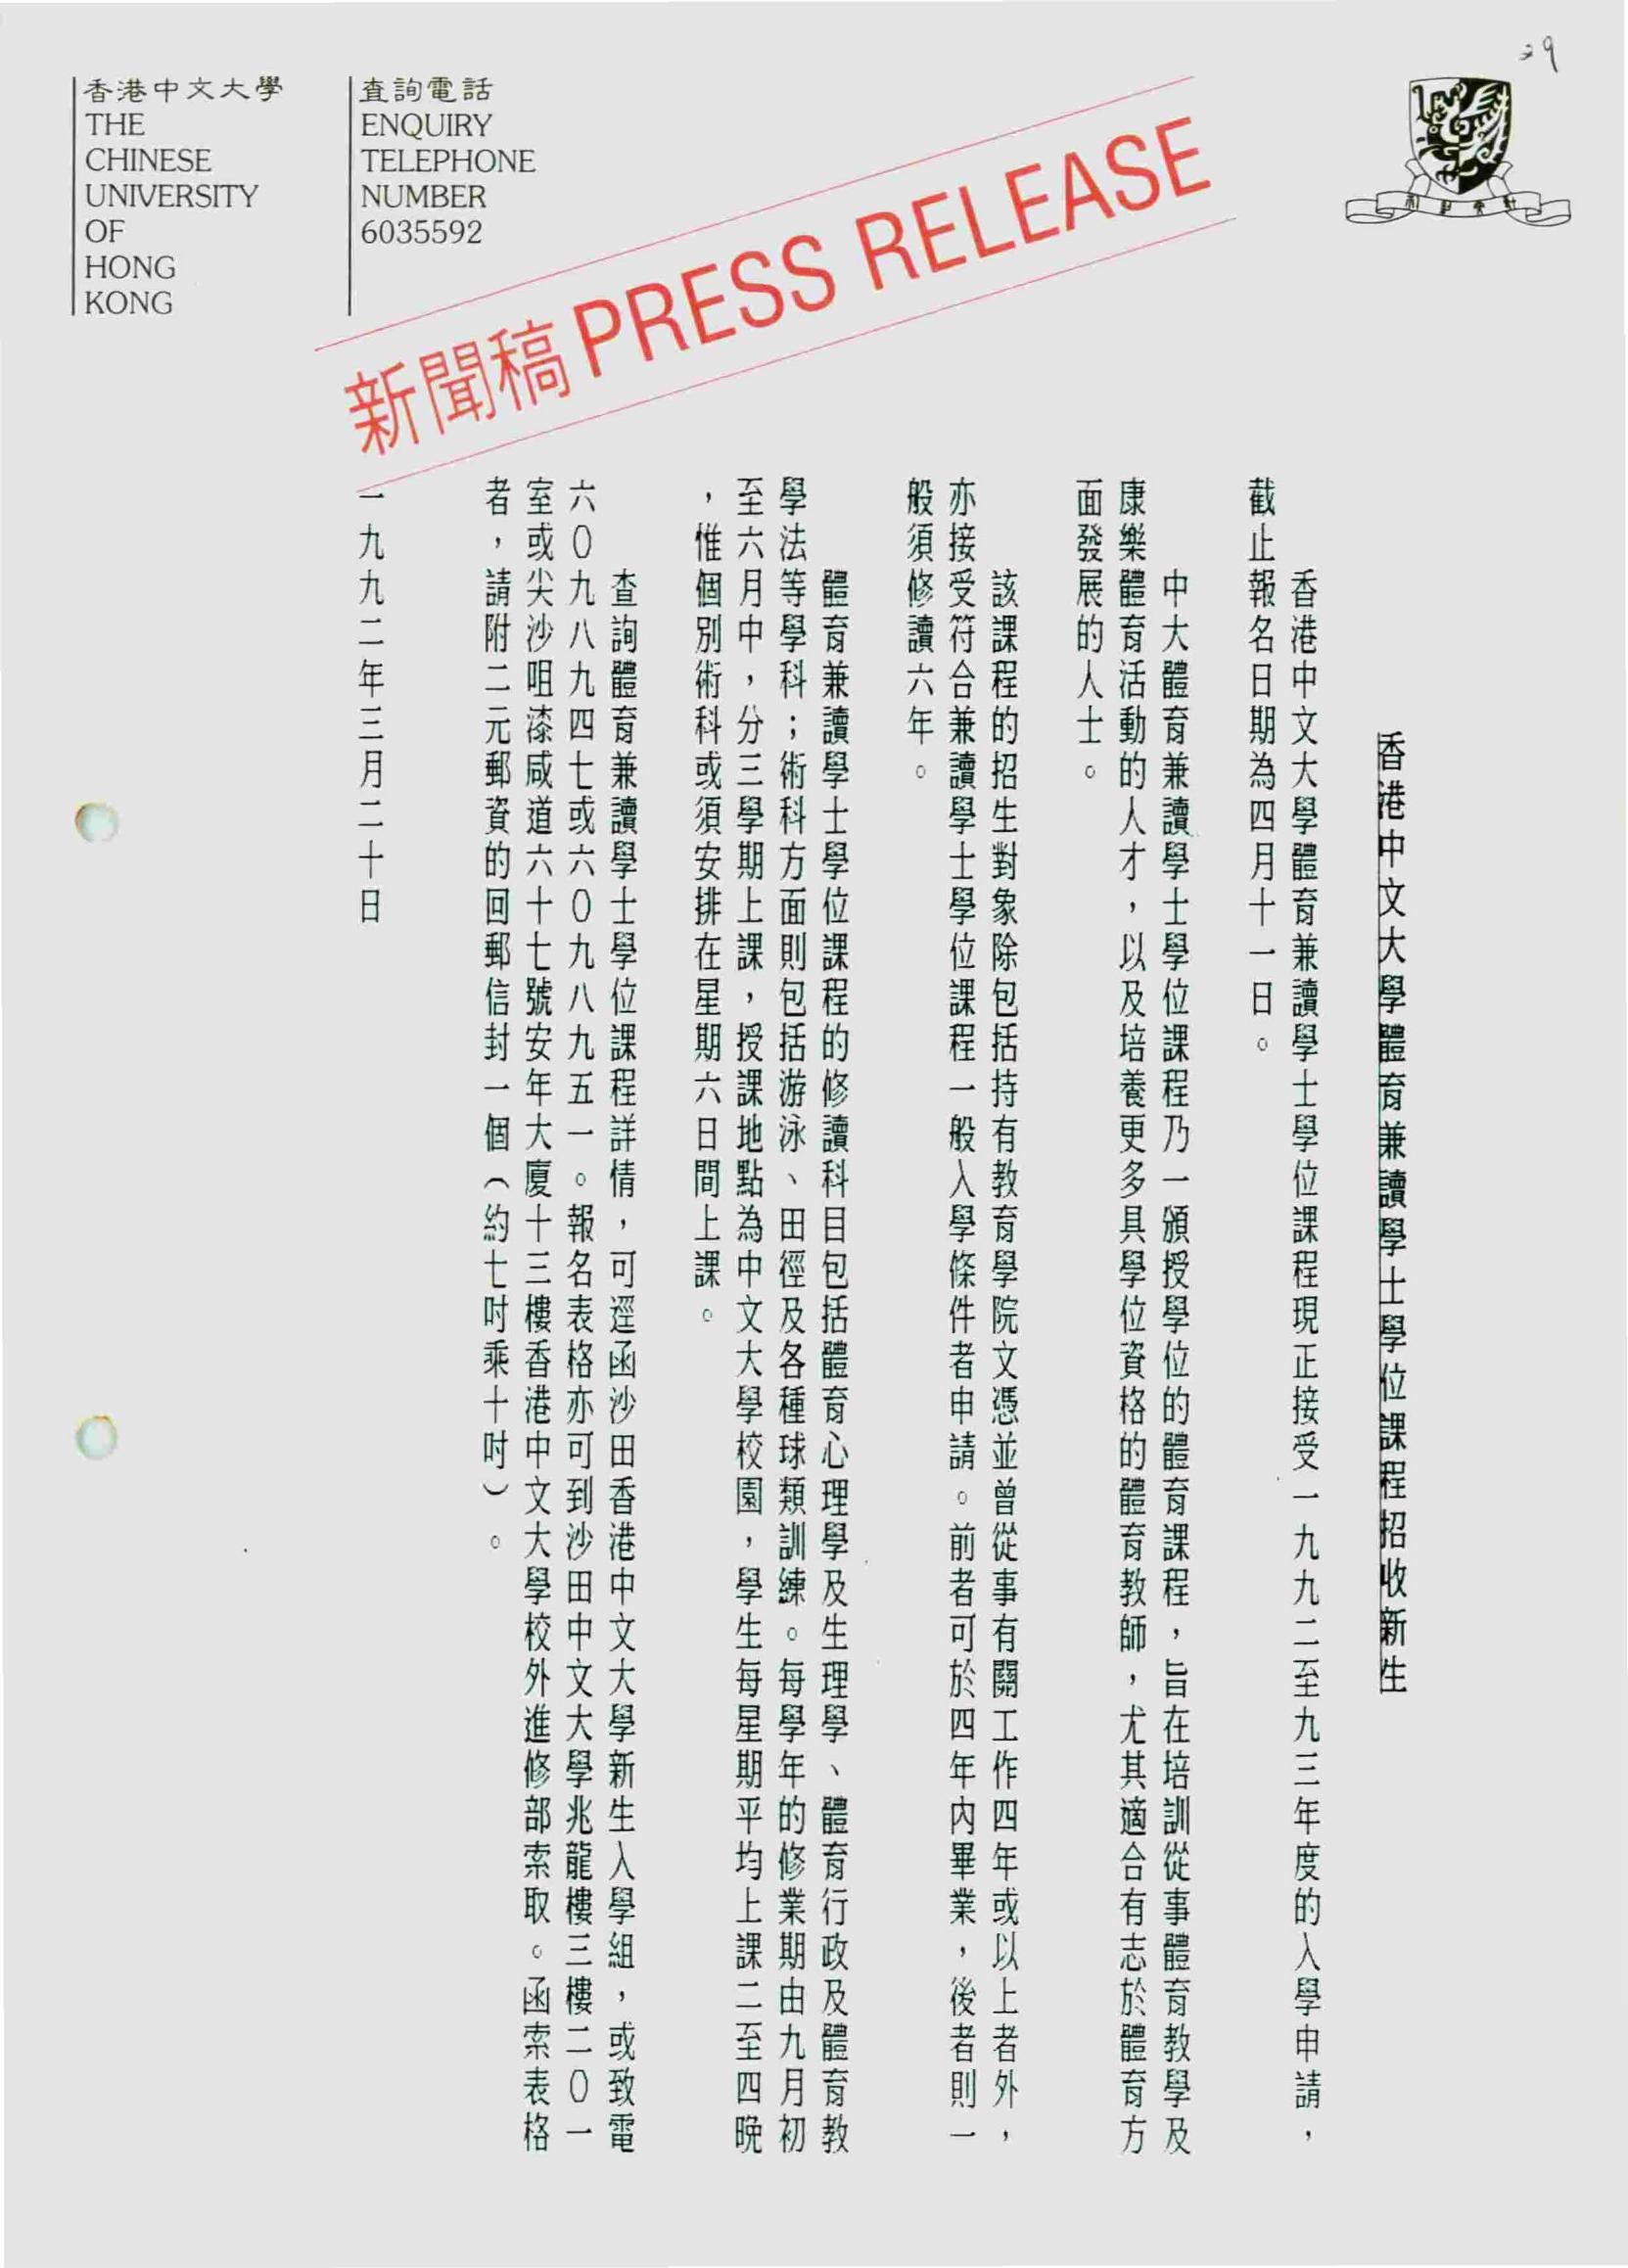 29
香港中文大學
THE
CHINESE
UNIVERSITY
OF
HONG
KONG
查詢電話
ENQUIRY
TELEPHONE
NUMBER
6035592
新聞稿 PRESS RELEASE
香港中文大學體育兼讀學士學位課程招收新生
香港中文大學體育兼讀學士學位課程現正接受一九九二至九三年度的入學申請，
截止報名日期為四月十一日。
中大體育兼讀學士學位課程乃一頒授學位的體育課程，旨在培訓從事體育教學及
康樂體育活動的人才，以及培養更多具學位資格的體育教師，尤其適合有志於體育方
面發展的人士。
該課程的招生對象除包括持有教育學院文憑並曾從事有關工作四年或以上者外，
亦接受符合兼讀學士學位課程一般入學條件者申請。前者可於四年內畢業，後者則一
般須修讀六年。
體育兼讀學士學位課程的修讀科目包括體育心理學及生理學、體育行政及體育教
學法等學科；術科方面則包括游泳、田徑及各種球類訓練。每學年的修業期由九月初
至六月中，分三學期上課，授課地點為中文大學校園，學生每星期平均上課二至四晚
，惟個別術科或須安排在星期六日間上課。
查詢體育兼讀學士學位課程詳情，可逕函沙田香港中文大學新生入學組，或致電
六０九八九四七或六０九八九五一。報名表格亦可到沙田中文大學兆龍樓三樓二０一
室或尖沙咀漆咸道六十七號安年大廈十三樓香港中文大學校外進修部索取。函索表格
者，請附二元郵資的回郵信封一個（約七吋乘十吋）。
一九九二年三月二十日